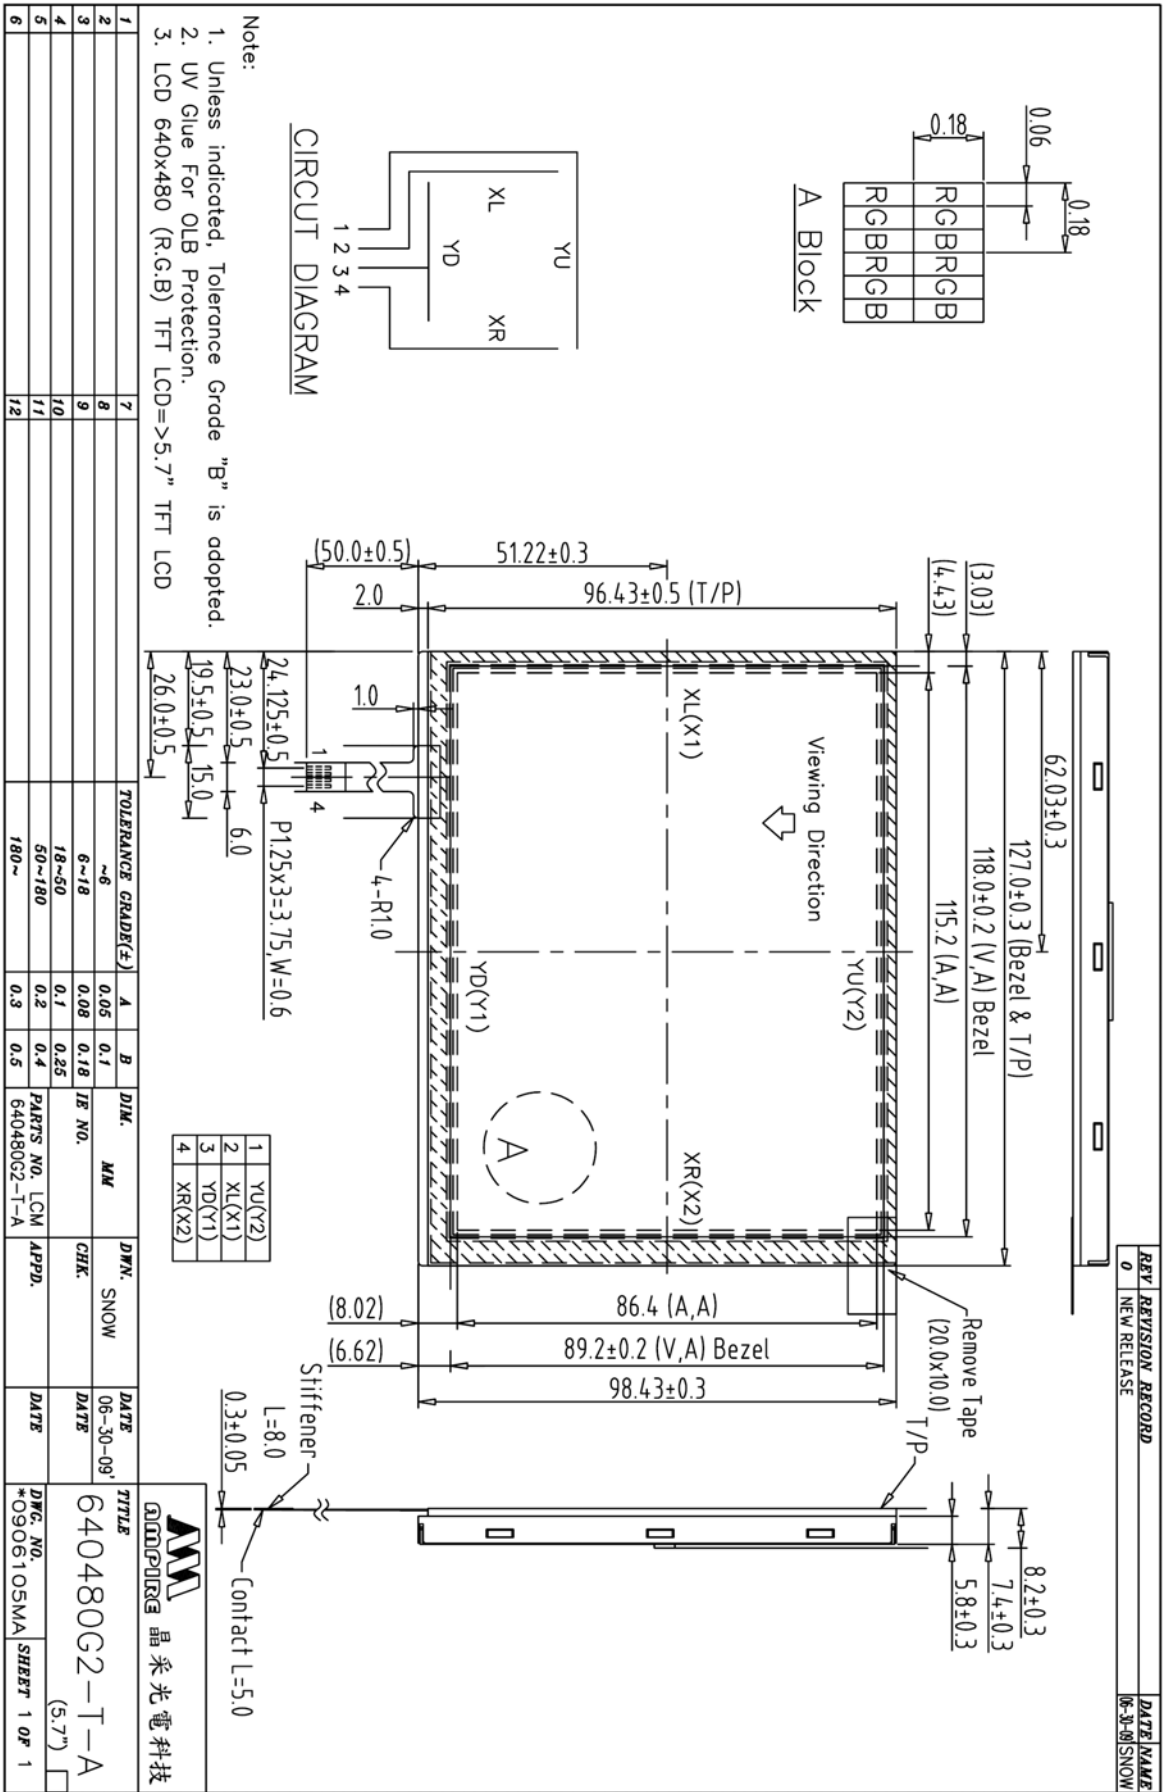 REV REVISION RECORD DATE NAME
0 NEW RELEASE 06-30-09' SNOW
0.06
0.18
0.18
RGBRGB
RGBRGB
A Block
YU
XL
XR
YD
1 2 3 4
CIRCUT DIAGRAM
62.03±0.3
127.0±0.3 (Bezel & T/P)
118.0±0.2 (V,A) Bezel
115.2 (A,A)
(3.03)
(4.43)
96.43±0.5 (T/P)
51.22±0.3
(50.0±0.5)
2.0
1.0
Viewing Direction
XL(X1)
YU(Y2)
YD(Y1)
XR(X2)
A
1
4
4-R1.0
24.125±0.5
P1.25x3=3.75,W=0.6
23.0±0.5
6.0
19.5±0.5
15.0
26.0±0.5
Remove Tape
(20.0x10.0)
86.4 (A,A)
(8.02)
89.2±0.2 (V,A) Bezel
(6.62)
98.43±0.3
T/P
8.2±0.3
7.4±0.3
5.8±0.3
Stiffener
L=8.0
0.3±0.05
Contact L=5.0
1 YU(Y2)
2 XL(X1)
3 YD(Y1)
4 XR(X2)
Note:
1. Unless indicated, Tolerance Grade "B" is adopted.
2. UV Glue For OLB Protection.
3. LCD 640x480 (R.G.B) TFT LCD=>5.7" TFT LCD
AMPIRE 晶采光電科技
1 7 TOLERANCE GRADE(±) A B DIM. MM DWN. SNOW DATE 06-30-09' TITLE
2 8 ~6 0.05 0.1
3 9 6~18 0.08 0.18 IE NO. CHK. DATE 640480G2-T-A
4 10 18~50 0.1 0.25 (5.7")
5 11 50~180 0.2 0.4 PARTS NO. LCM APPD. DATE DWG. NO. SHEET 1 OF 1
6 12 180~ 0.3 0.5 640480G2-T-A *0906105MA